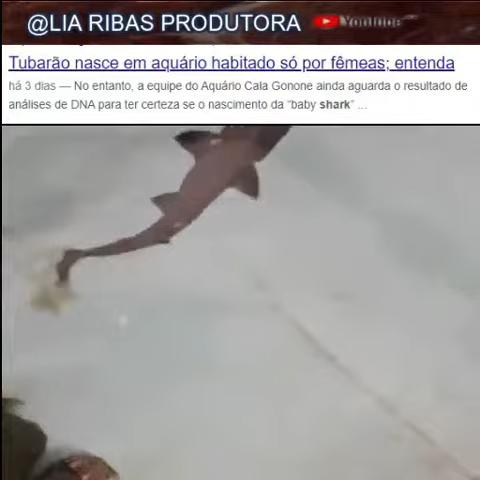 @LIA RIBAS PRODUTORA YouTube
Tubarão nasce em aquário habitado só por fêmeas; entenda
há 3 dias — No entanto, a equipe do Aquário Cala Gonone ainda aguarda o resultado de
análises de DNA para ter certeza se o nascimento da “baby shark” ...